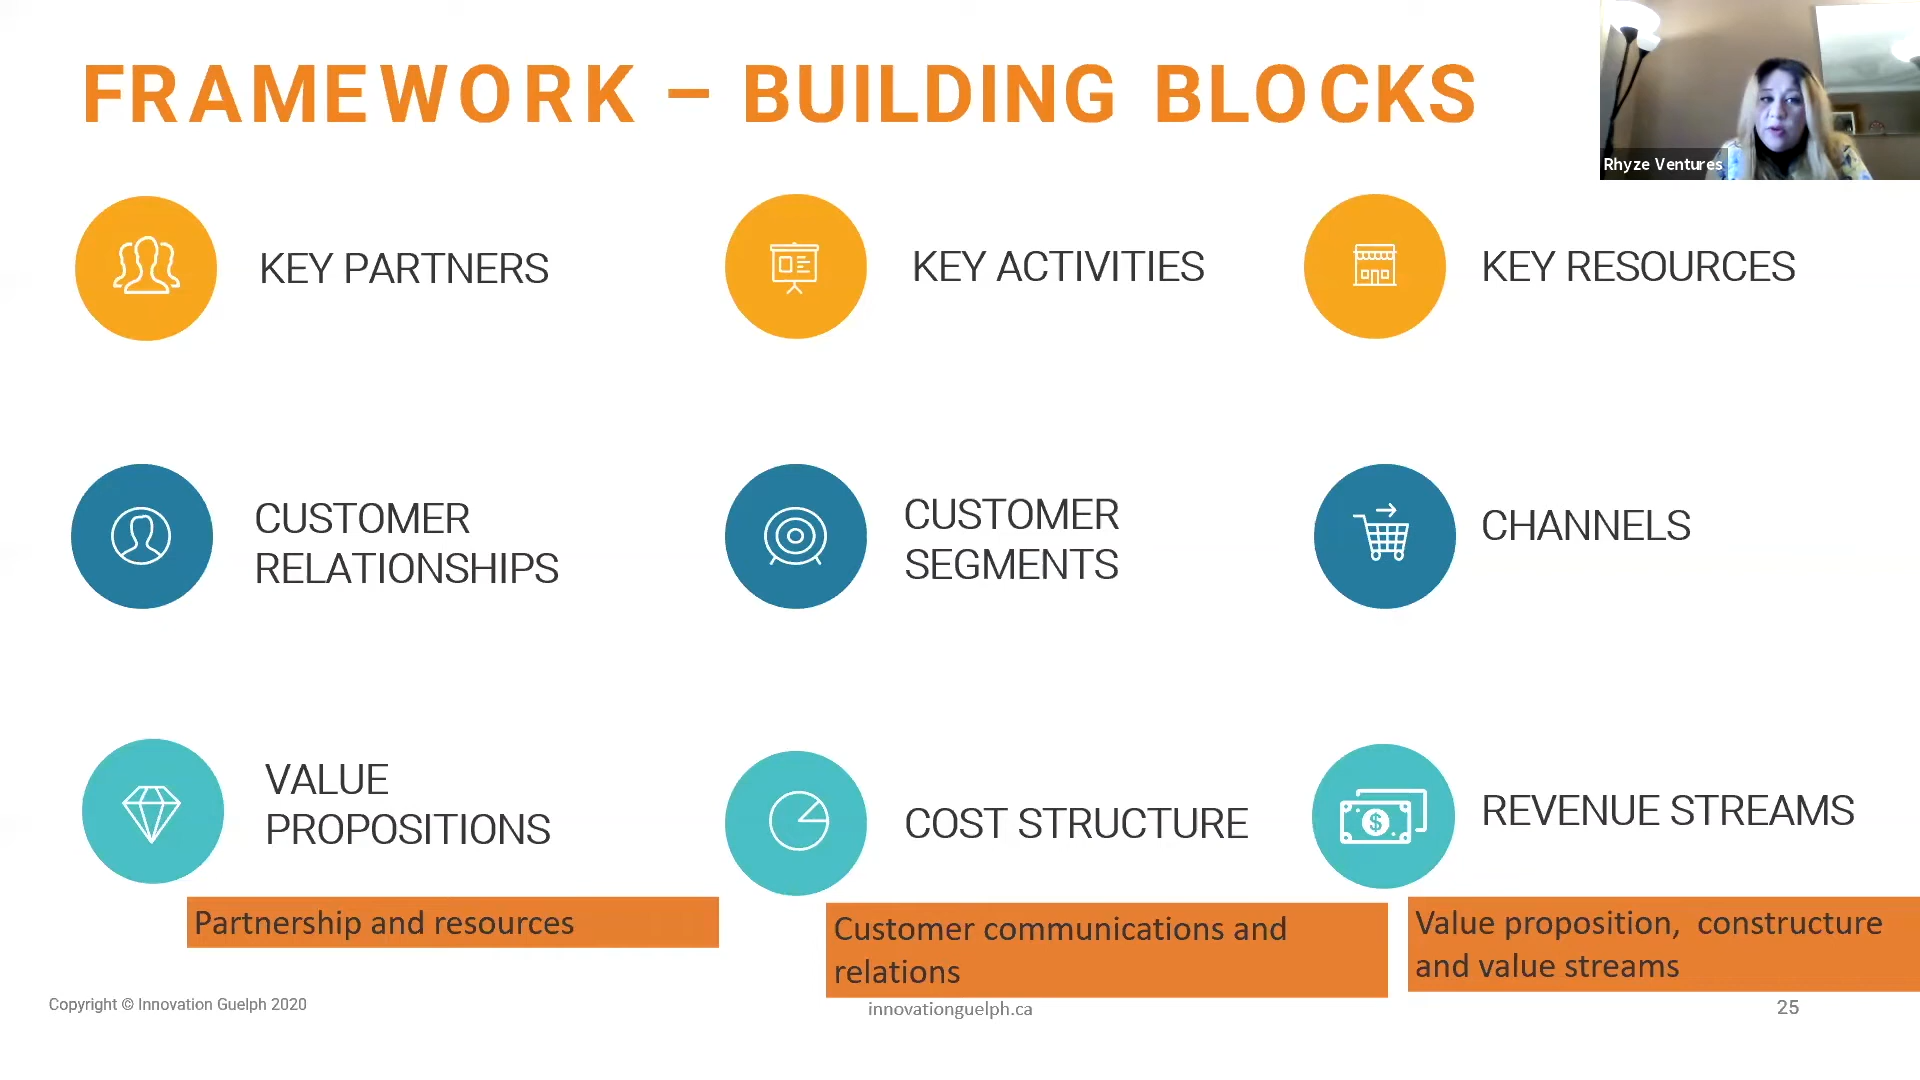 FRAMEWORK – BUILDING BLOCKS
Rhyze Ventures
KEY PARTNERS
KEY ACTIVITIES
KEY RESOURCES
CUSTOMER
RELATIONSHIPS
CUSTOMER
SEGMENTS
CHANNELS
VALUE
PROPOSITIONS
COST STRUCTURE
REVENUE STREAMS
$
Partnership and resources
Customer communications and
relations
Value proposition, constructure
and value streams
Copyright © Innovation Guelph 2020
innovationguelph.ca
25